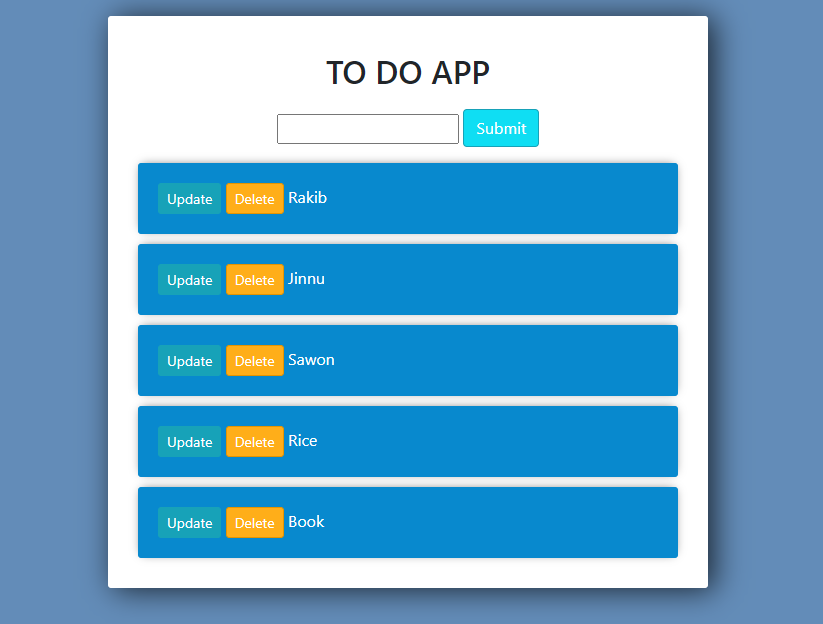 TO DO APP
Submit
Update Delete Rakib
Update Delete Jinnu
Update Delete Sawon
Update Delete Rice
Update Delete Book